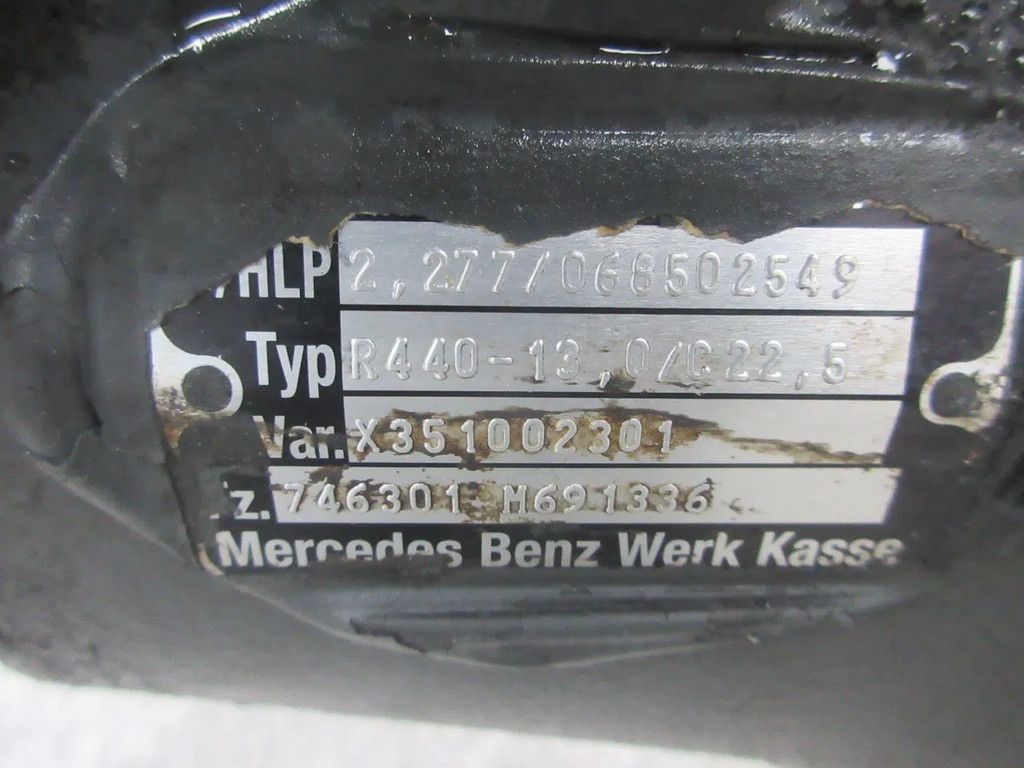 HLP 2,277/068502549
Typ R440-13,0/C22,5
Var. X351002301
z. 746301 M691336
Mercedes Benz Werk Kasse